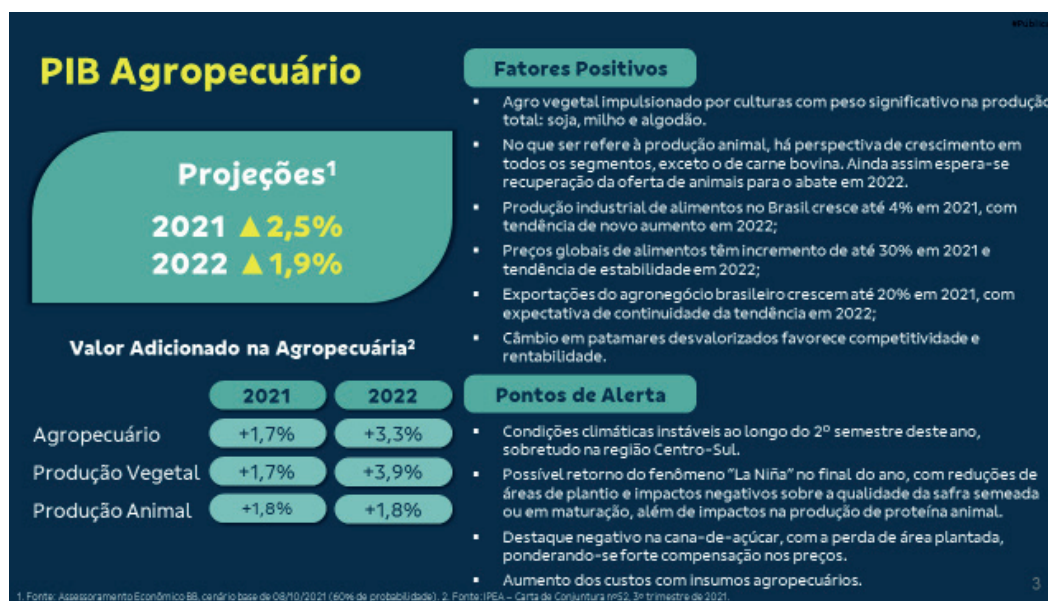 #Pública
PIB Agropecuário
Projeções¹
2021 ▲2,5%
2022 ▲1,9%
Valor Adicionado na Agropecuária²
2021 2022
Agropecuário +1,7% +3,3%
Produção Vegetal +1,7% +3,9%
Produção Animal +1,8% +1,8%
Fatores Positivos
▪ Agro vegetal impulsionado por culturas com peso significativo na produção
total: soja, milho e algodão.
▪ No que ser refere à produção animal, há perspectiva de crescimento em
todos os segmentos, exceto o de carne bovina. Ainda assim espera-se
recuperação da oferta de animais para o abate em 2022.
▪ Produção industrial de alimentos no Brasil cresce até 4% em 2021, com
tendência de novo aumento em 2022;
▪ Preços globais de alimentos têm incremento de até 30% em 2021 e
tendência de estabilidade em 2022;
▪ Exportações do agronegócio brasileiro crescem até 20% em 2021, com
expectativa de continuidade da tendência em 2022;
▪ Câmbio em patamares desvalorizados favorece competitividade e
rentabilidade.
Pontos de Alerta
▪ Condições climáticas instáveis ao longo do 2º semestre deste ano,
sobretudo na região Centro-Sul.
▪ Possível retorno do fenômeno "La Niña" no final do ano, com reduções de
áreas de plantio e impactos negativos sobre a qualidade da safra semeada
ou em maturação, além de impactos na produção de proteína animal.
▪ Destaque negativo na cana-de-açúcar, com a perda de área plantada,
ponderando-se forte compensação nos preços.
▪ Aumento dos custos com insumos agropecuários.
3
1. Fonte: Assessoramento Econômico BB, cenário base de 08/10/2021 (60% de probabilidade). 2. Fonte: IPEA – Carta de Conjuntura nº52, 3º trimestre de 2021.